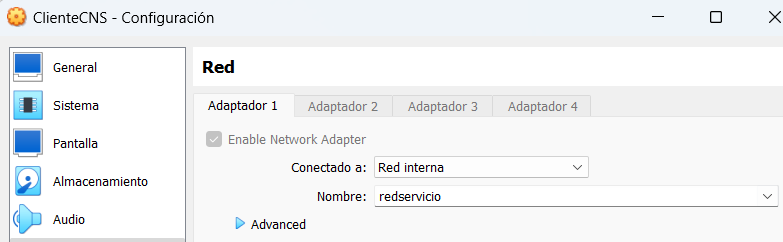 ClienteCNS - Configuración
General
Sistema
Pantalla
Almacenamiento
Audio
Red
Adaptador 1 Adaptador 2 Adaptador 3 Adaptador 4
Enable Network Adapter
Conectado a: Red interna
Nombre: redservicio
Advanced